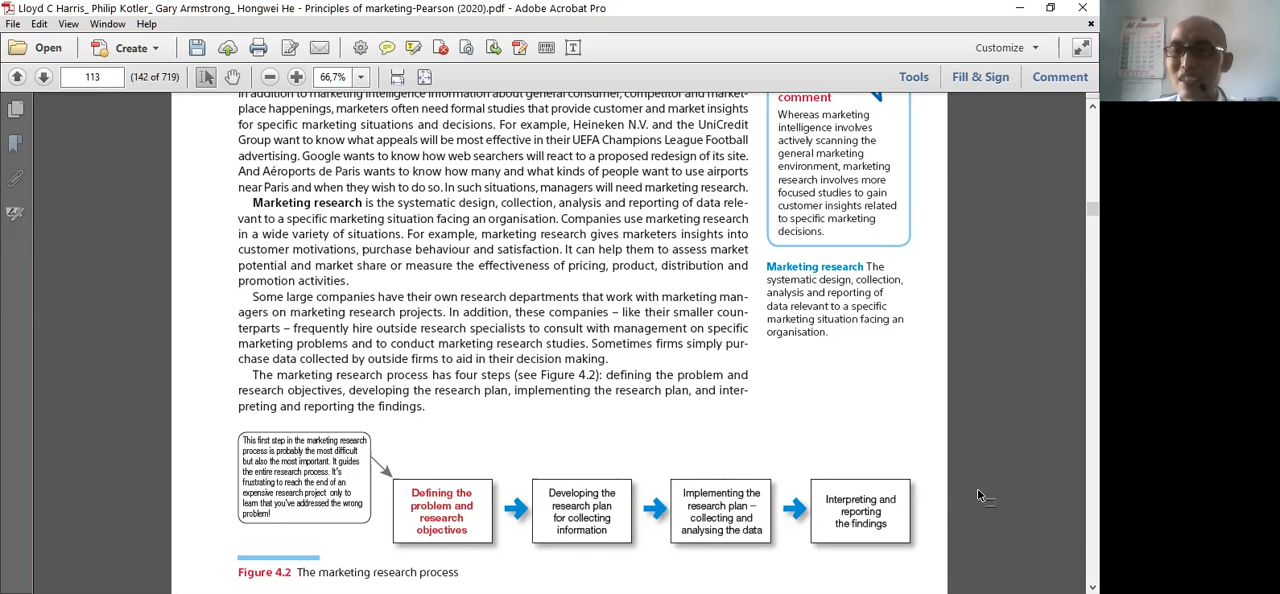 Lloyd C Harris_ Philip Kotler_ Gary Armstrong_ Hongwei He - Principles of marketing-Pearson (2020).pdf - Adobe Acrobat Pro
File Edit View Window Help
Open Create Customize
113 (142 of 719) 66,7% Tools Fill & Sign Comment
In addition to marketing intelligence information about general consumer, competitor and market-
place happenings, marketers often need formal studies that provide customer and market insights
for specific marketing situations and decisions. For example, Heineken N.V. and the UniCredit
Group want to know what appeals will be most effective in their UEFA Champions League Football
advertising. Google wants to know how web searchers will react to a proposed redesign of its site.
And Aéroports de Paris wants to know how many and what kinds of people want to use airports
near Paris and when they wish to do so. In such situations, managers will need marketing research.
Marketing research is the systematic design, collection, analysis and reporting of data rele-
vant to a specific marketing situation facing an organisation. Companies use marketing research
in a wide variety of situations. For example, marketing research gives marketers insights into
customer motivations, purchase behaviour and satisfaction. It can help them to assess market
potential and market share or measure the effectiveness of pricing, product, distribution and
promotion activities.
Some large companies have their own research departments that work with marketing man-
agers on marketing research projects. In addition, these companies – like their smaller coun-
terparts – frequently hire outside research specialists to consult with management on specific
marketing problems and to conduct marketing research studies. Sometimes firms simply pur-
chase data collected by outside firms to aid in their decision making.
The marketing research process has four steps (see Figure 4.2): defining the problem and
research objectives, developing the research plan, implementing the research plan, and inter-
preting and reporting the findings.
comment
Whereas marketing
intelligence involves
actively scanning the
general marketing
environment, marketing
research involves more
focused studies to gain
customer insights related
to specific marketing
decisions.
Marketing research The
systematic design, collection,
analysis and reporting of
data relevant to a specific
marketing situation facing an
organisation.
This first step in the marketing research
process is probably the most difficult
but also the most important. It guides
the entire research process. It's
frustrating to reach the end of an
expensive research project only to
learn that you've addressed the wrong
problem!
Defining the
problem and
research
objectives
Developing the
research plan
for collecting
information
Implementing the
research plan –
collecting and
analysing the data
Interpreting and
reporting
the findings
Figure 4.2 The marketing research process